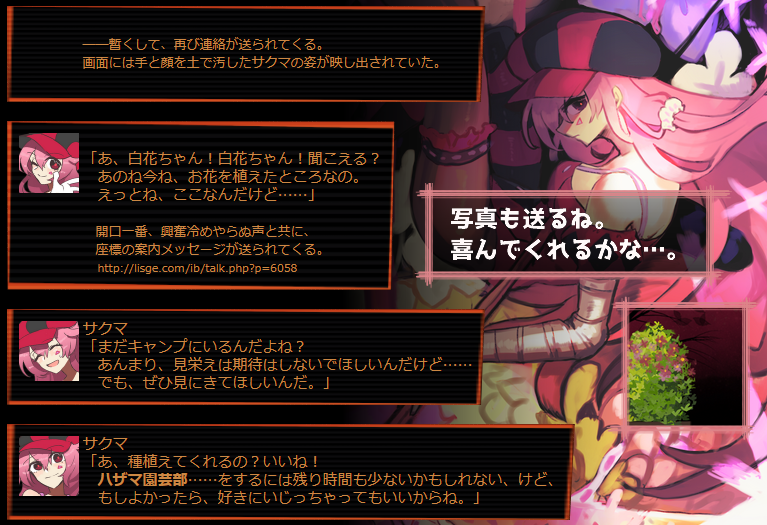 ――暫くして、再び連絡が送られてくる。
画面には手と顔を土で汚したサクマの姿が映し出されていた。
「あ、白花ちゃん！白花ちゃん！聞こえる？
あのね今ね、お花を植えたところなの。
えっとね、ここなんだけど……」
開口一番、興奮冷めやらぬ声と共に、
座標の案内メッセージが送られてくる。
http://lisge.com/ib/talk.php?p=6058
写真も送るね。
喜んでくれるかな…。
サクマ
「まだキャンプにいるんだよね？
あんまり、見栄えは期待はしないでほしいんだけど……
でも、ぜひ見にきてほしいんだ。」
サクマ
「あ、種植えてくれるの？いいね！
ハザマ園芸部……をするには残り時間も少ないかもしれない、けど、
もしよかったら、好きにいじっちゃってもいいからね。」